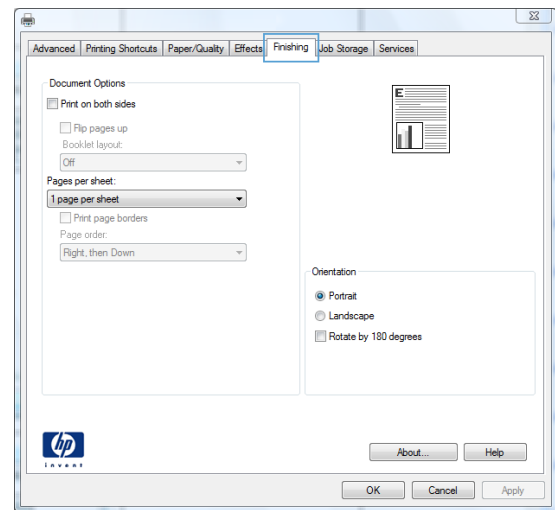 Advanced Printing Shortcuts Paper/Quality Effects Finishing Job Storage Services
Document Options
Print on both sides
Flip pages up
Booklet layout:
Off
Pages per sheet:
1 page per sheet
Print page borders
Page order:
Right, then Down
E
Orientation
Portrait
Landscape
Rotate by 180 degrees
hp
invent
About... Help
OK Cancel Apply